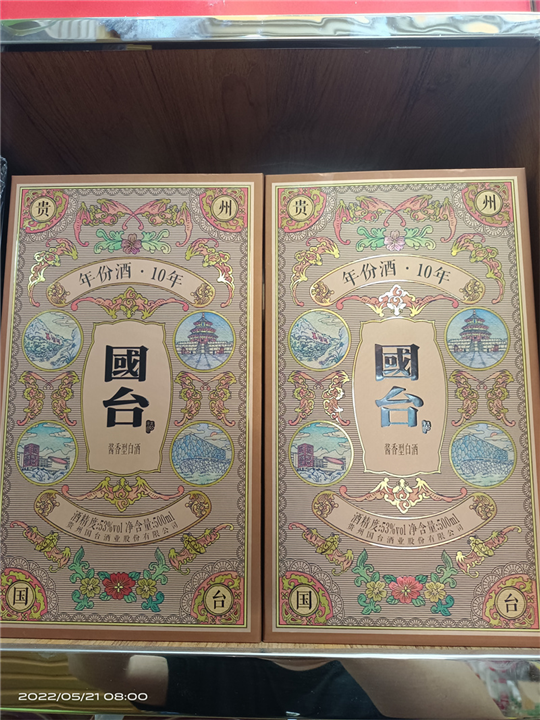 贵 州
年份酒·10年
國台
酱香型白酒
酒精度:53%vol 净含量:500ml
贵州国台酒业股份有限公司
国 台
贵 州
年份酒·10年
國台
酱香型白酒
酒精度:53%vol 净含量:500ml
贵州国台酒业股份有限公司
国 台
2022/05/21 08:00